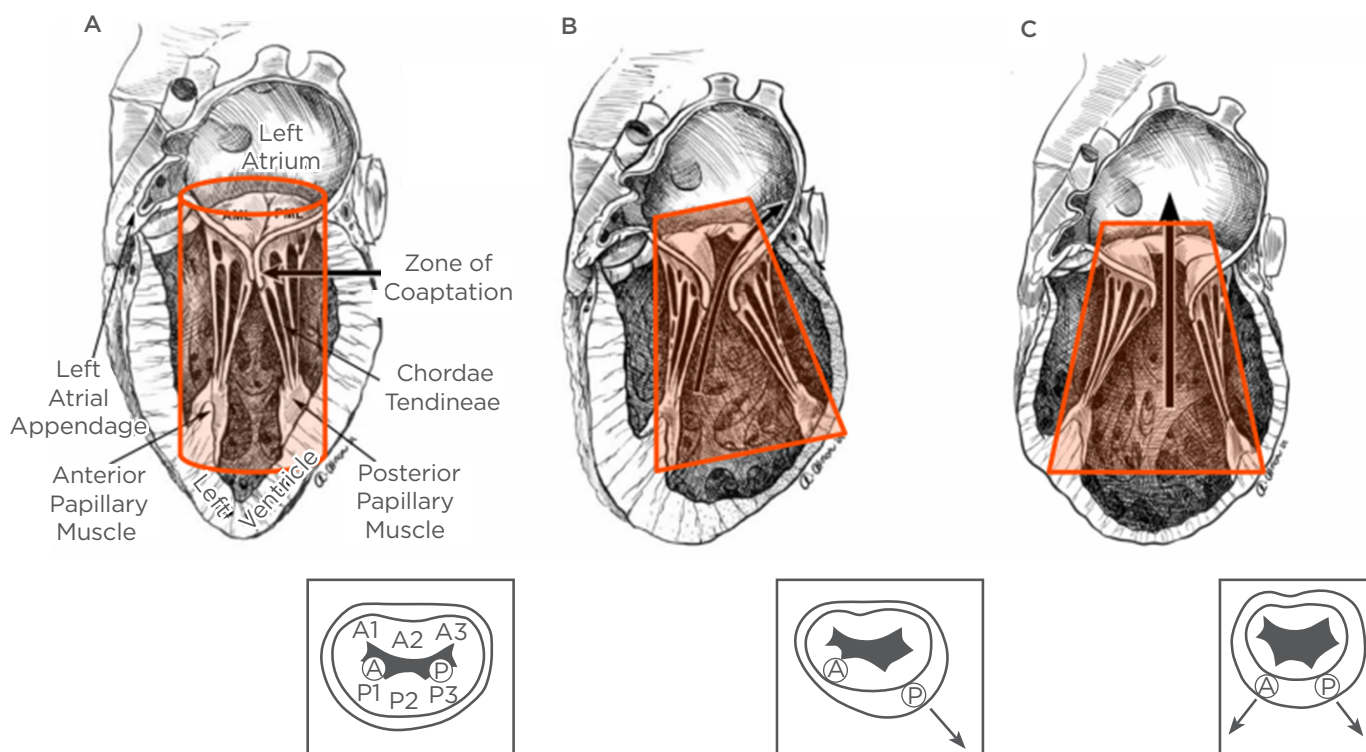 A
B
C
Left
Atrium
AML PML
Zone of
Coaptation
Left
Atrial
Appendage
Chordae
Tendineae
Anterior
Papillary
Muscle
Left
Ventricle
Posterior
Papillary
Muscle
A1 A2 A3
A P
P1 P2 P3
A
P
A P